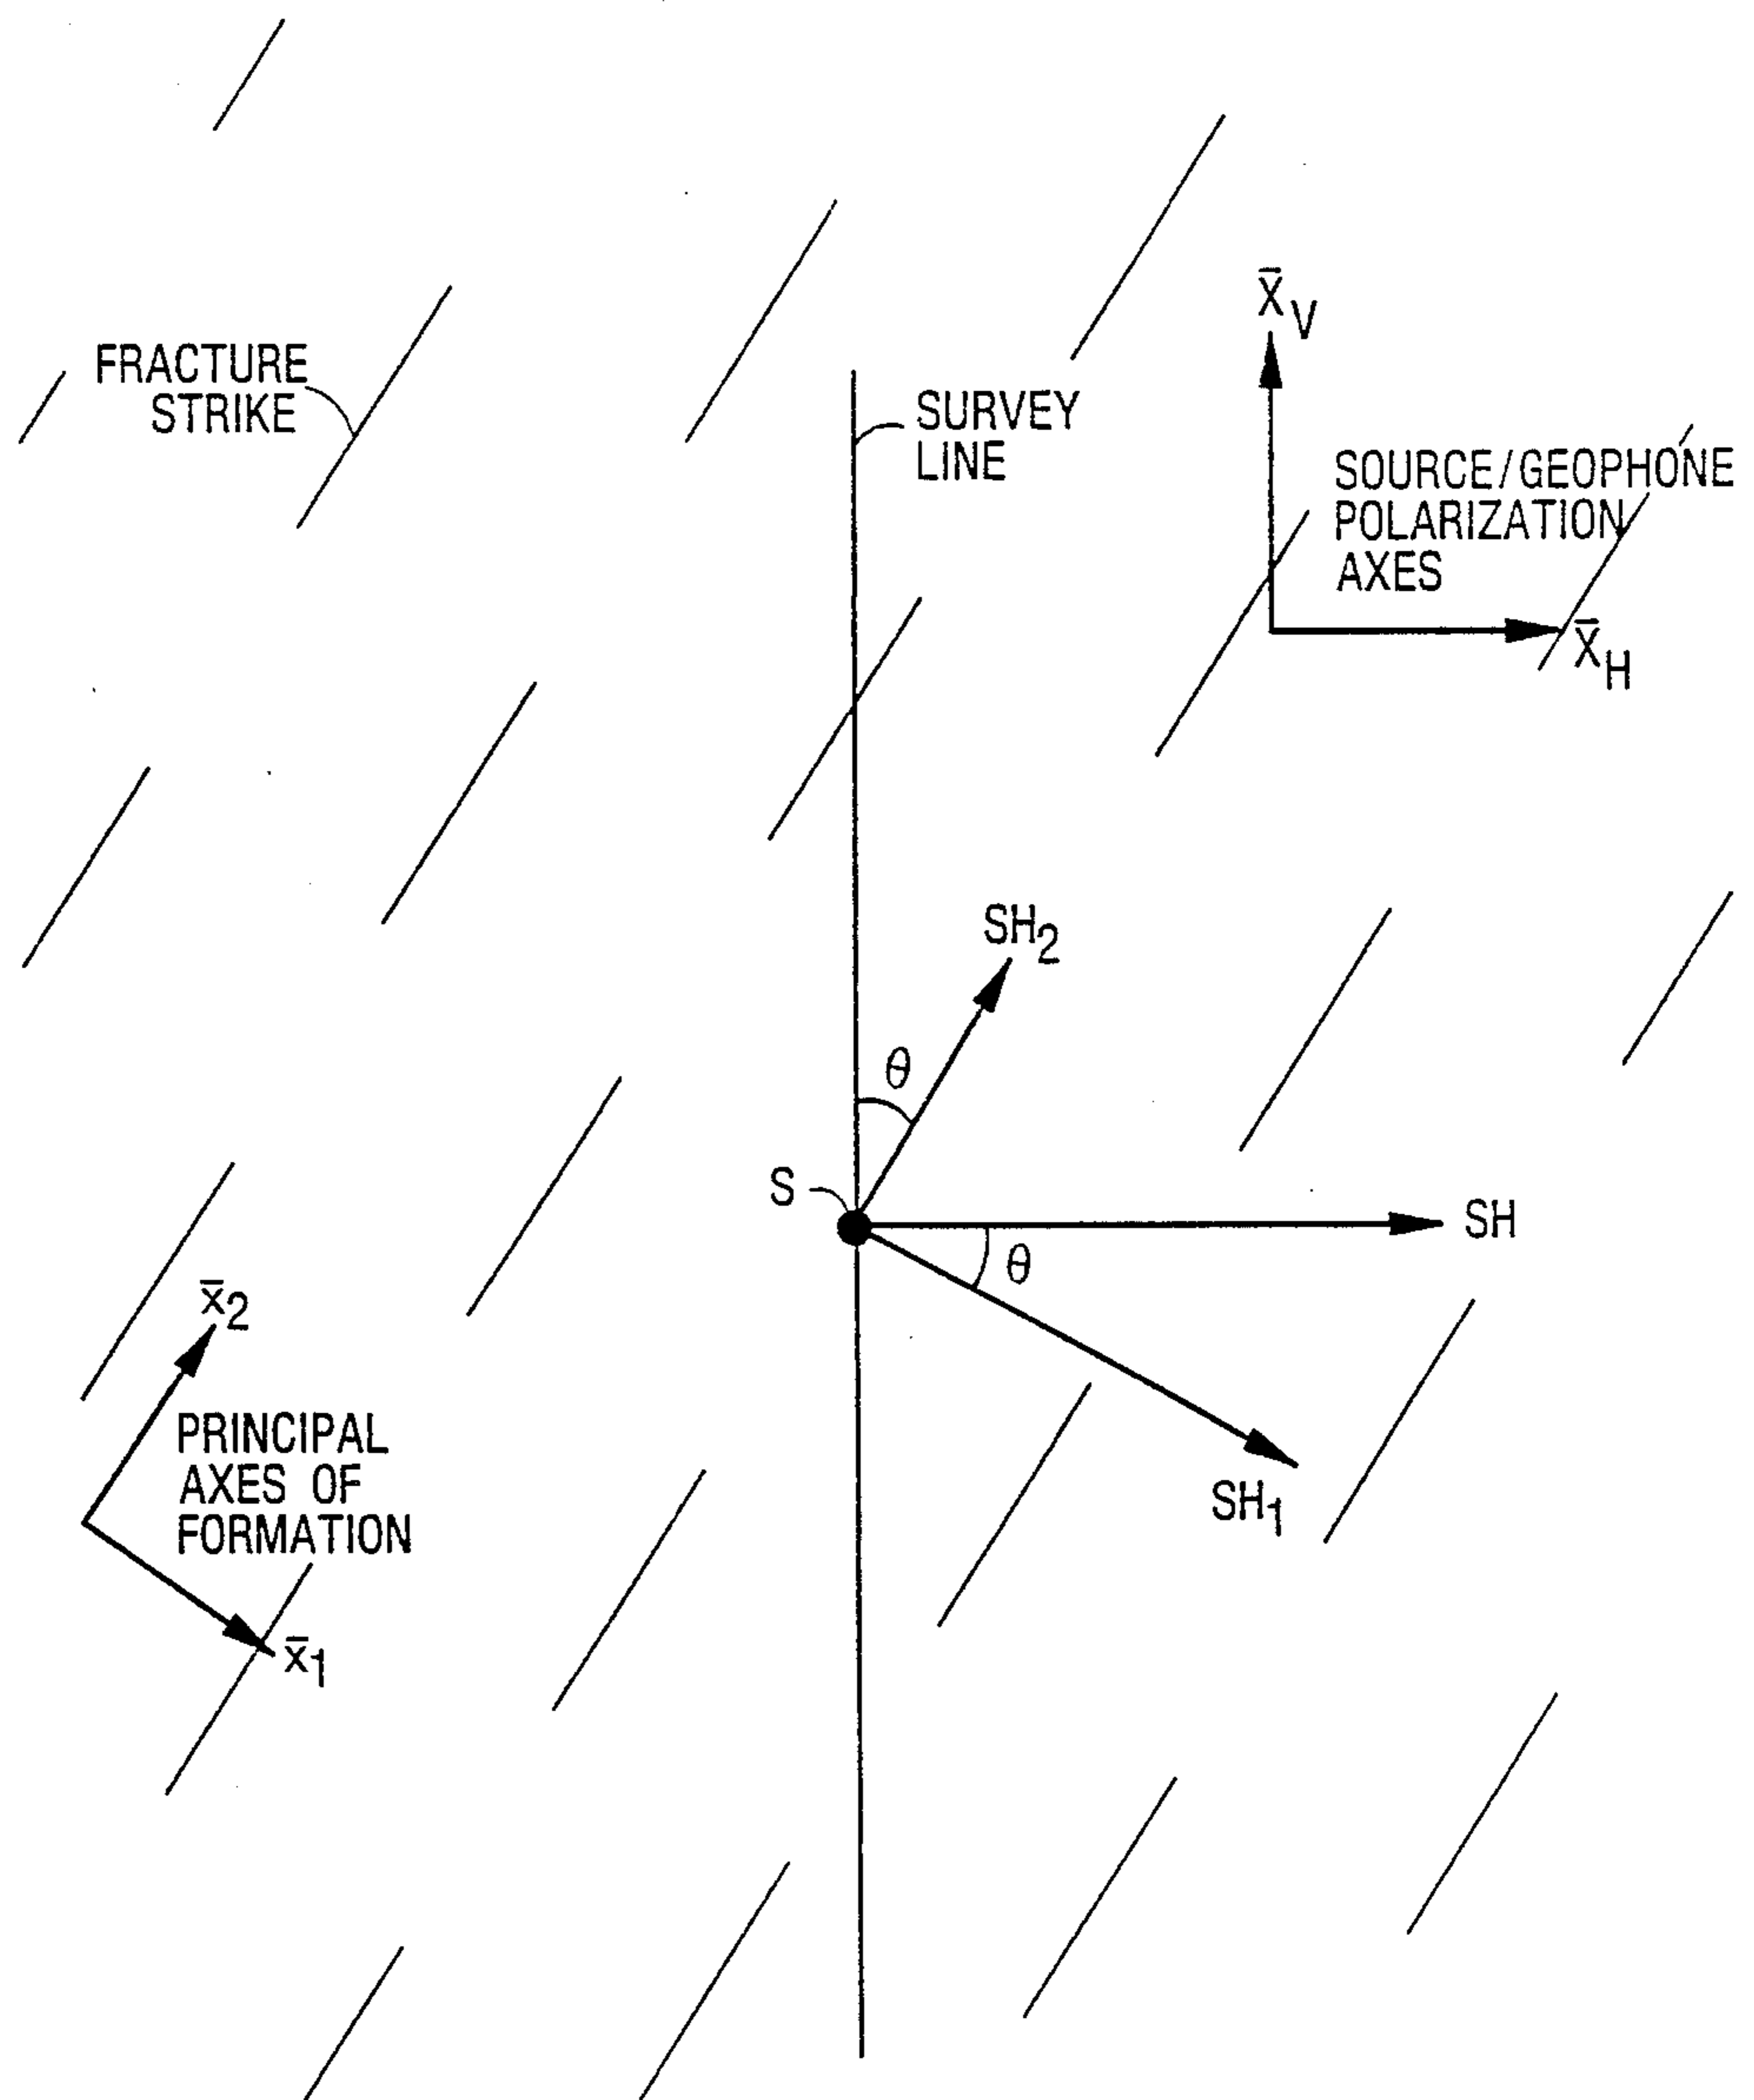 X̄V
FRACTURE
STRIKE
SURVEY
LINE
SOURCE/GEOPHONE
POLARIZATION
AXES
X̄H
SH2
θ
S
SH
θ
x̄2
PRINCIPAL
AXES OF
FORMATION
SH1
x̄1